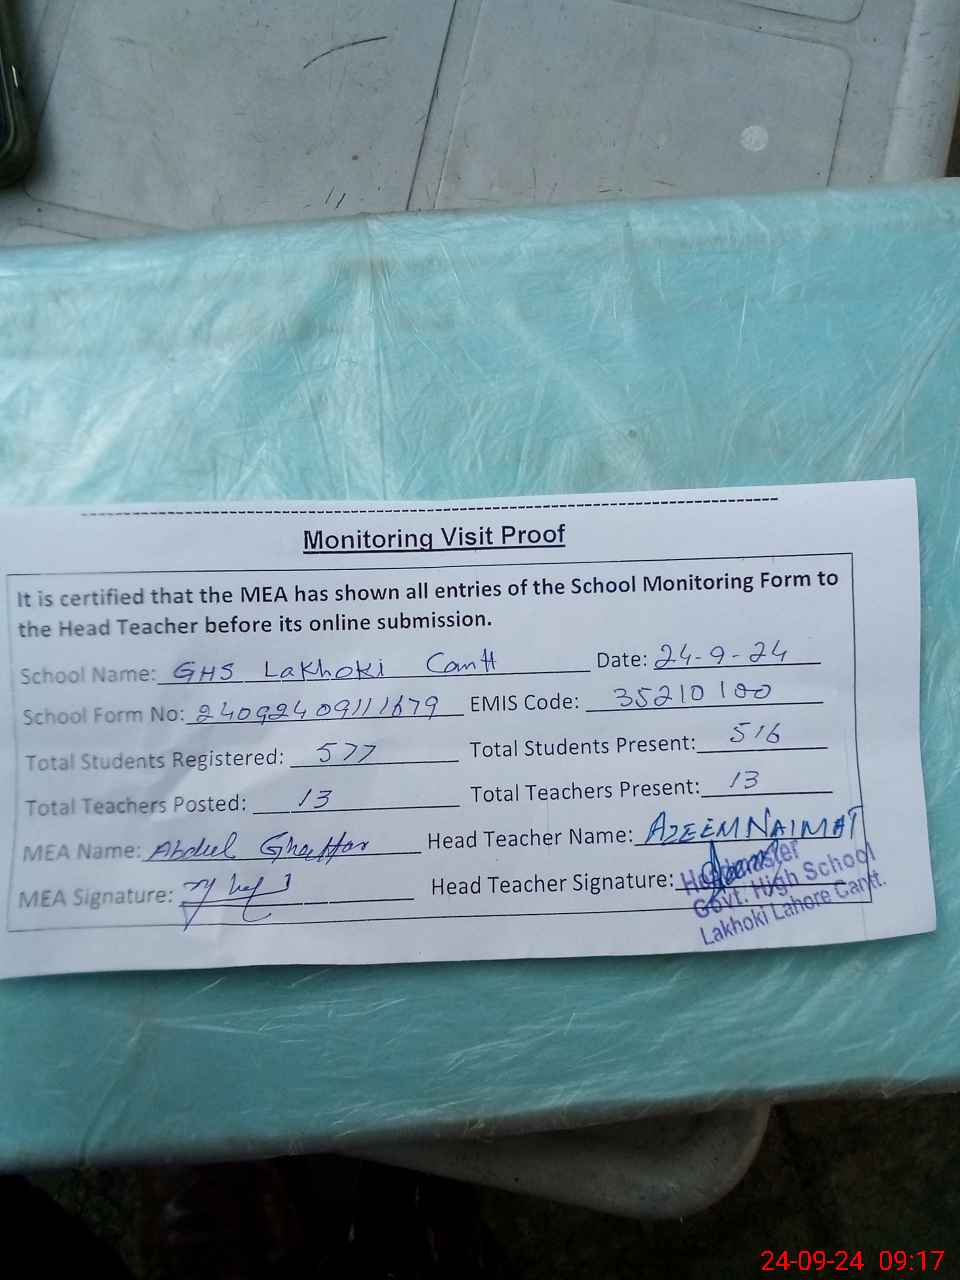 Monitoring Visit Proof
It is certified that the MEA has shown all entries of the School Monitoring Form to
the Head Teacher before its online submission.
School Name: GHS Lakhoki Cantt Date: 24-9-24
School Form No: 24092409111679 EMIS Code: 35210100
Total Students Registered: 577 Total Students Present: 516
Total Teachers Posted: 13 Total Teachers Present: 13
MEA Name: Abdul Ghaffar Head Teacher Name: AZEEM NAIMAT
MEA Signature: Head Teacher Signature:
Headmaster
Govt. High School
Lakhoki Lahore Cantt.
24-09-24 09:17